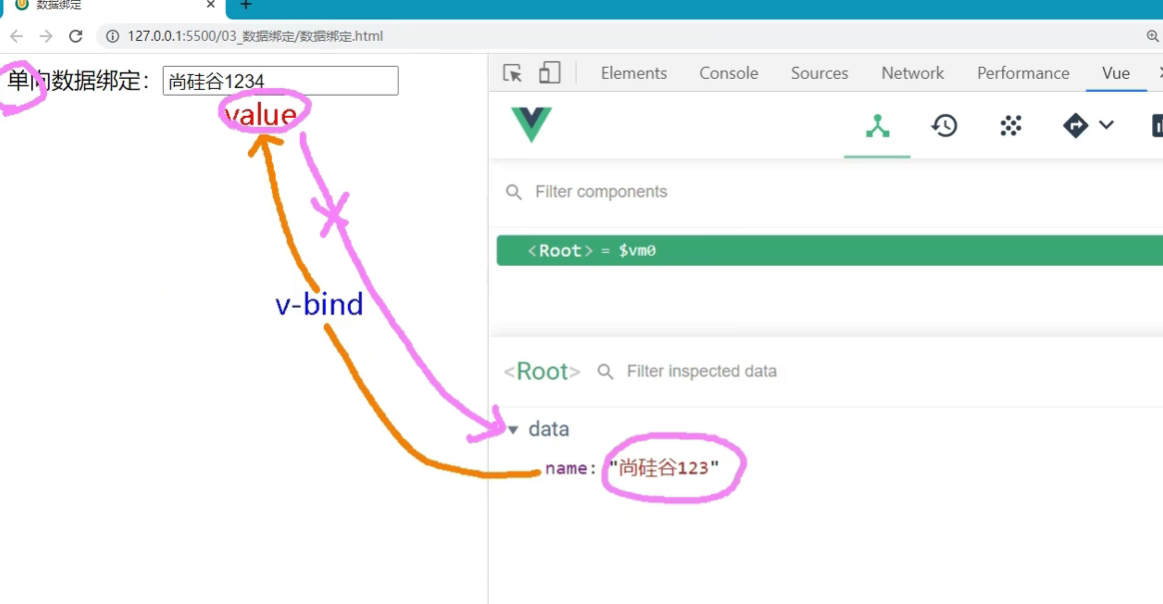 数据绑定
127.0.0.1:5500/03_数据绑定/数据绑定.html
单向数据绑定： 尚硅谷1234
value
v-bind
Elements Console Sources Network Performance Vue
Filter components
<Root> = $vm0
<Root> Filter inspected data
data
name: "尚硅谷123"